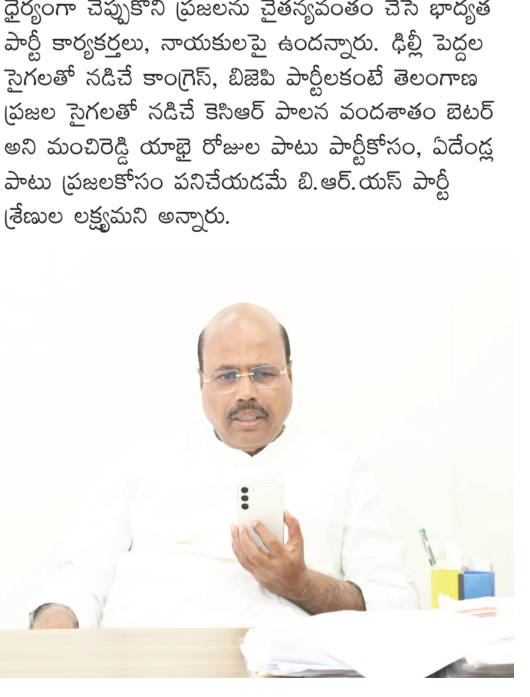 ధైర్యంగా చెప్పుకొని ప్రజలను చైతన్యవంతం చేసే భాద్యత
పార్టీ కార్యకర్తలు, నాయకులపై ఉందన్నారు. ఢిల్లీ పెద్దల
సైగలతో నడిచే కాంగ్రెస్, బిజెపి పార్టీలకంటే తెలంగాణ
ప్రజల సైగలతో నడిచే కెసిఆర్ పాలన వందశాతం బెటర్
అని మంచిరెడ్డి యాభై రోజుల పాటు పార్టీకోసం, ఏదేండ్ల
పాటు ప్రజలకోసం పనిచేయడమే బి.ఆర్.యస్ పార్టీ
శ్రేణుల లక్ష్యమని అన్నారు.